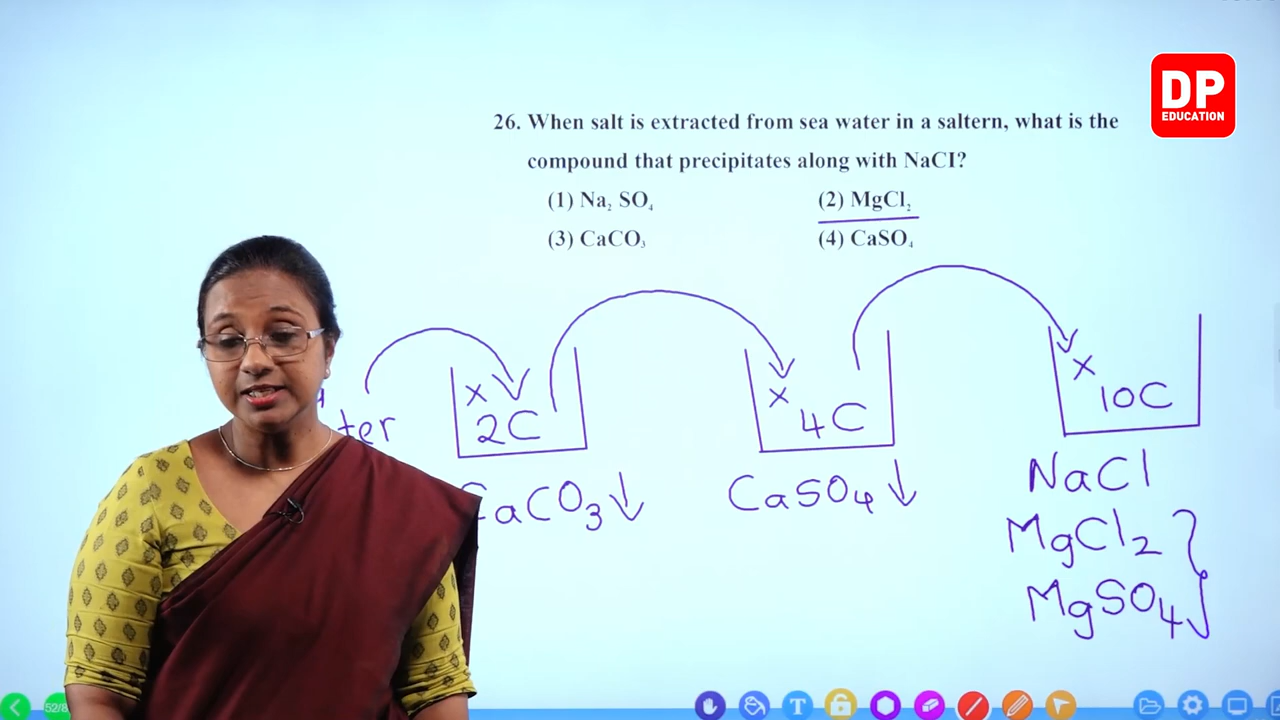 DP
EDUCATION
26. When salt is extracted from sea water in a saltern, what is the
compound that precipitates along with NaCl?
(1) Na₂ SO₄ (2) MgCl₂
(3) CaCO₃ (4) CaSO₄
x 2C
x 4C
x 10C
CaCO₃ ↓
CaSO₄ ↓
NaCl
MgCl₂
MgSO₄
T